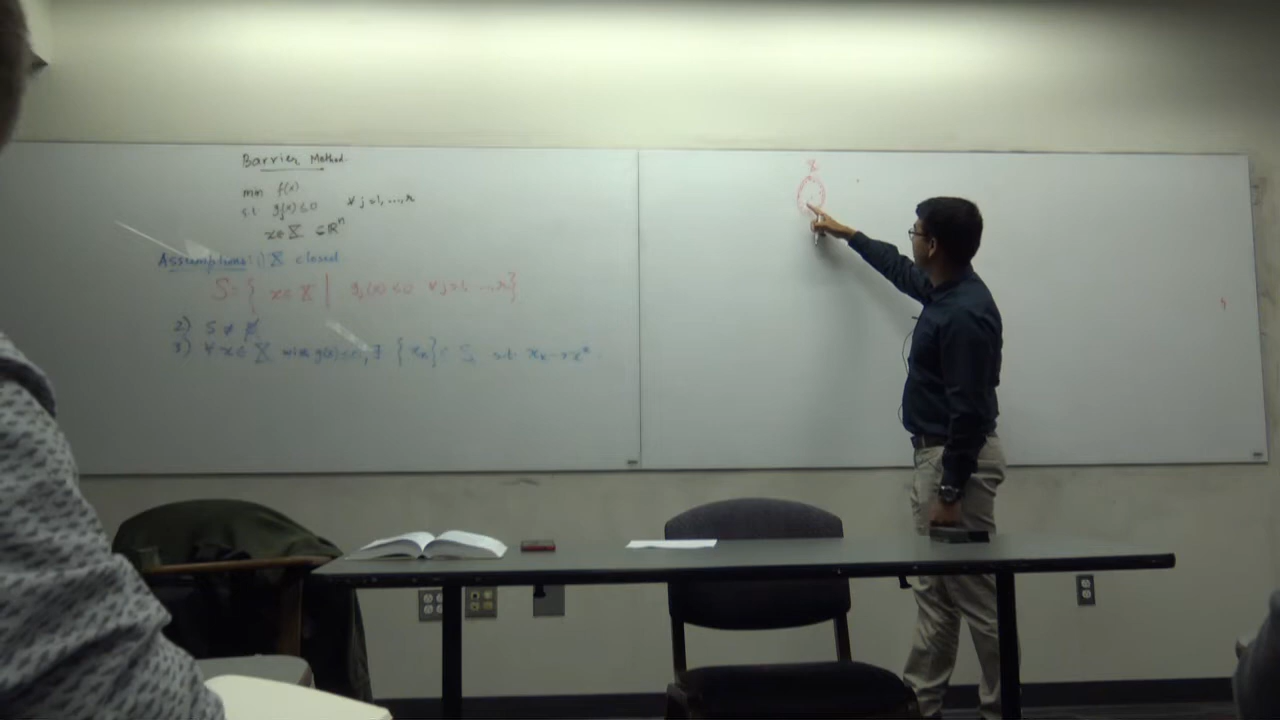 Barrier Method
min f(x)
s.t. gj(x) ≤ 0 ∀ j=1,...,r
x ∈ X ⊆ ℝⁿ
Assumptions: 1) X closed
S = { x ∈ X | gj(x) ≤ 0 ∀ j=1,...,r }
2) S ≠ ∅
3) ∀ x ∈ X with g(x) ≤ 0, ∃ {xk} ⊂ S s.t. xk → x*
X